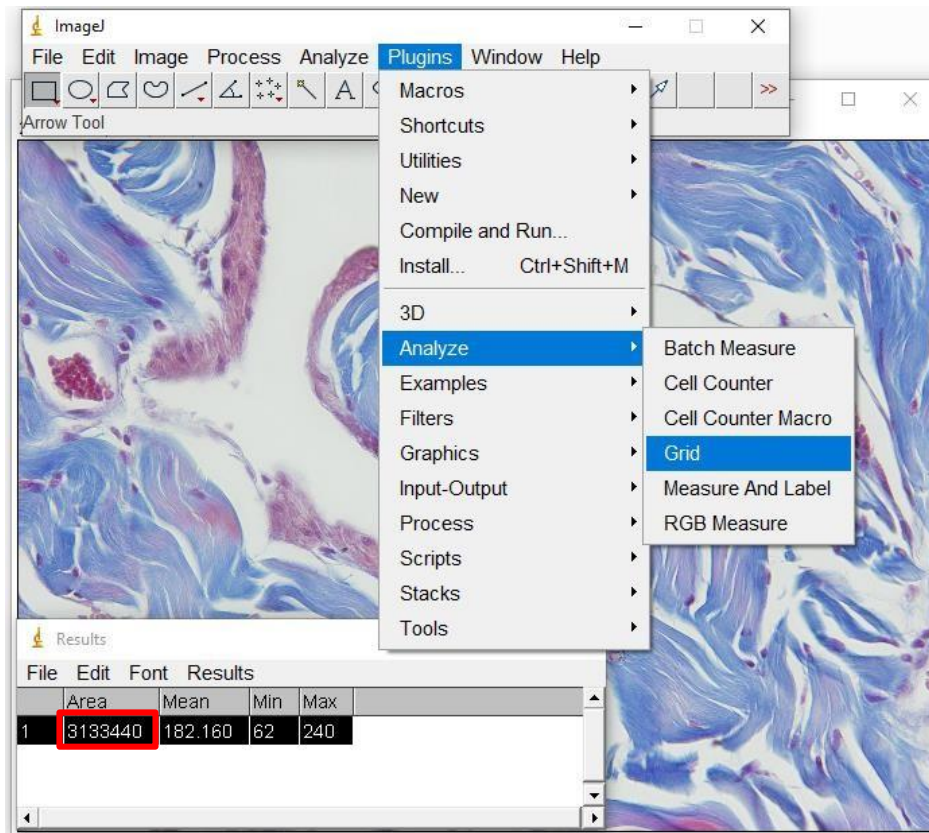 ImageJ
File Edit Image Process Analyze Plugins Window Help
A >>
Arrow Tool
Macros
Shortcuts
Utilities
New
Compile and Run...
Install... Ctrl+Shift+M
3D
Analyze
Examples
Filters
Graphics
Input-Output
Process
Scripts
Stacks
Tools
Batch Measure
Cell Counter
Cell Counter Macro
Grid
Measure And Label
RGB Measure
Results
File Edit Font Results
Area Mean Min Max
1 3133440 182.160 62 240